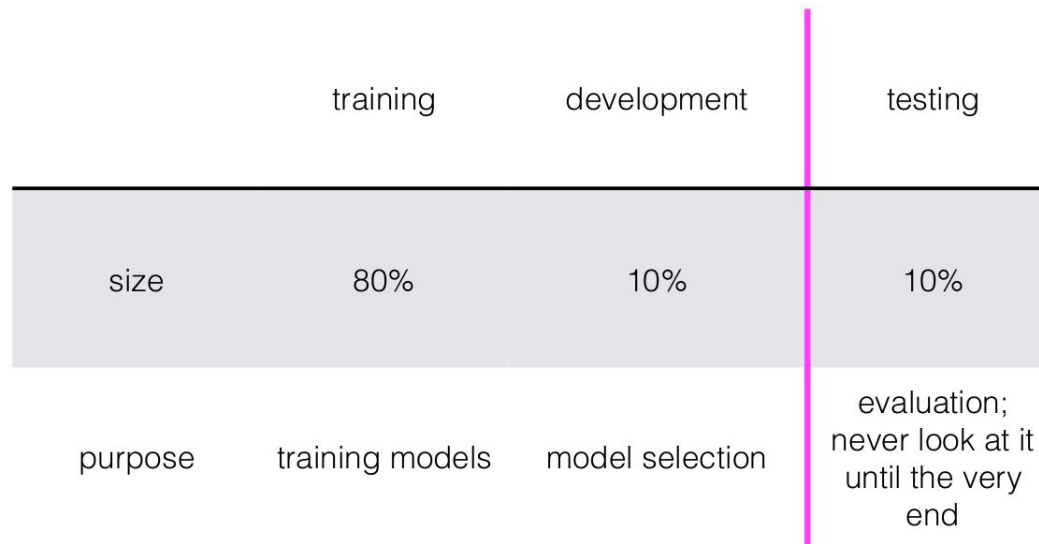 training development testing
size 80% 10% 10%
purpose training models model selection evaluation;
never look at it
until the very
end